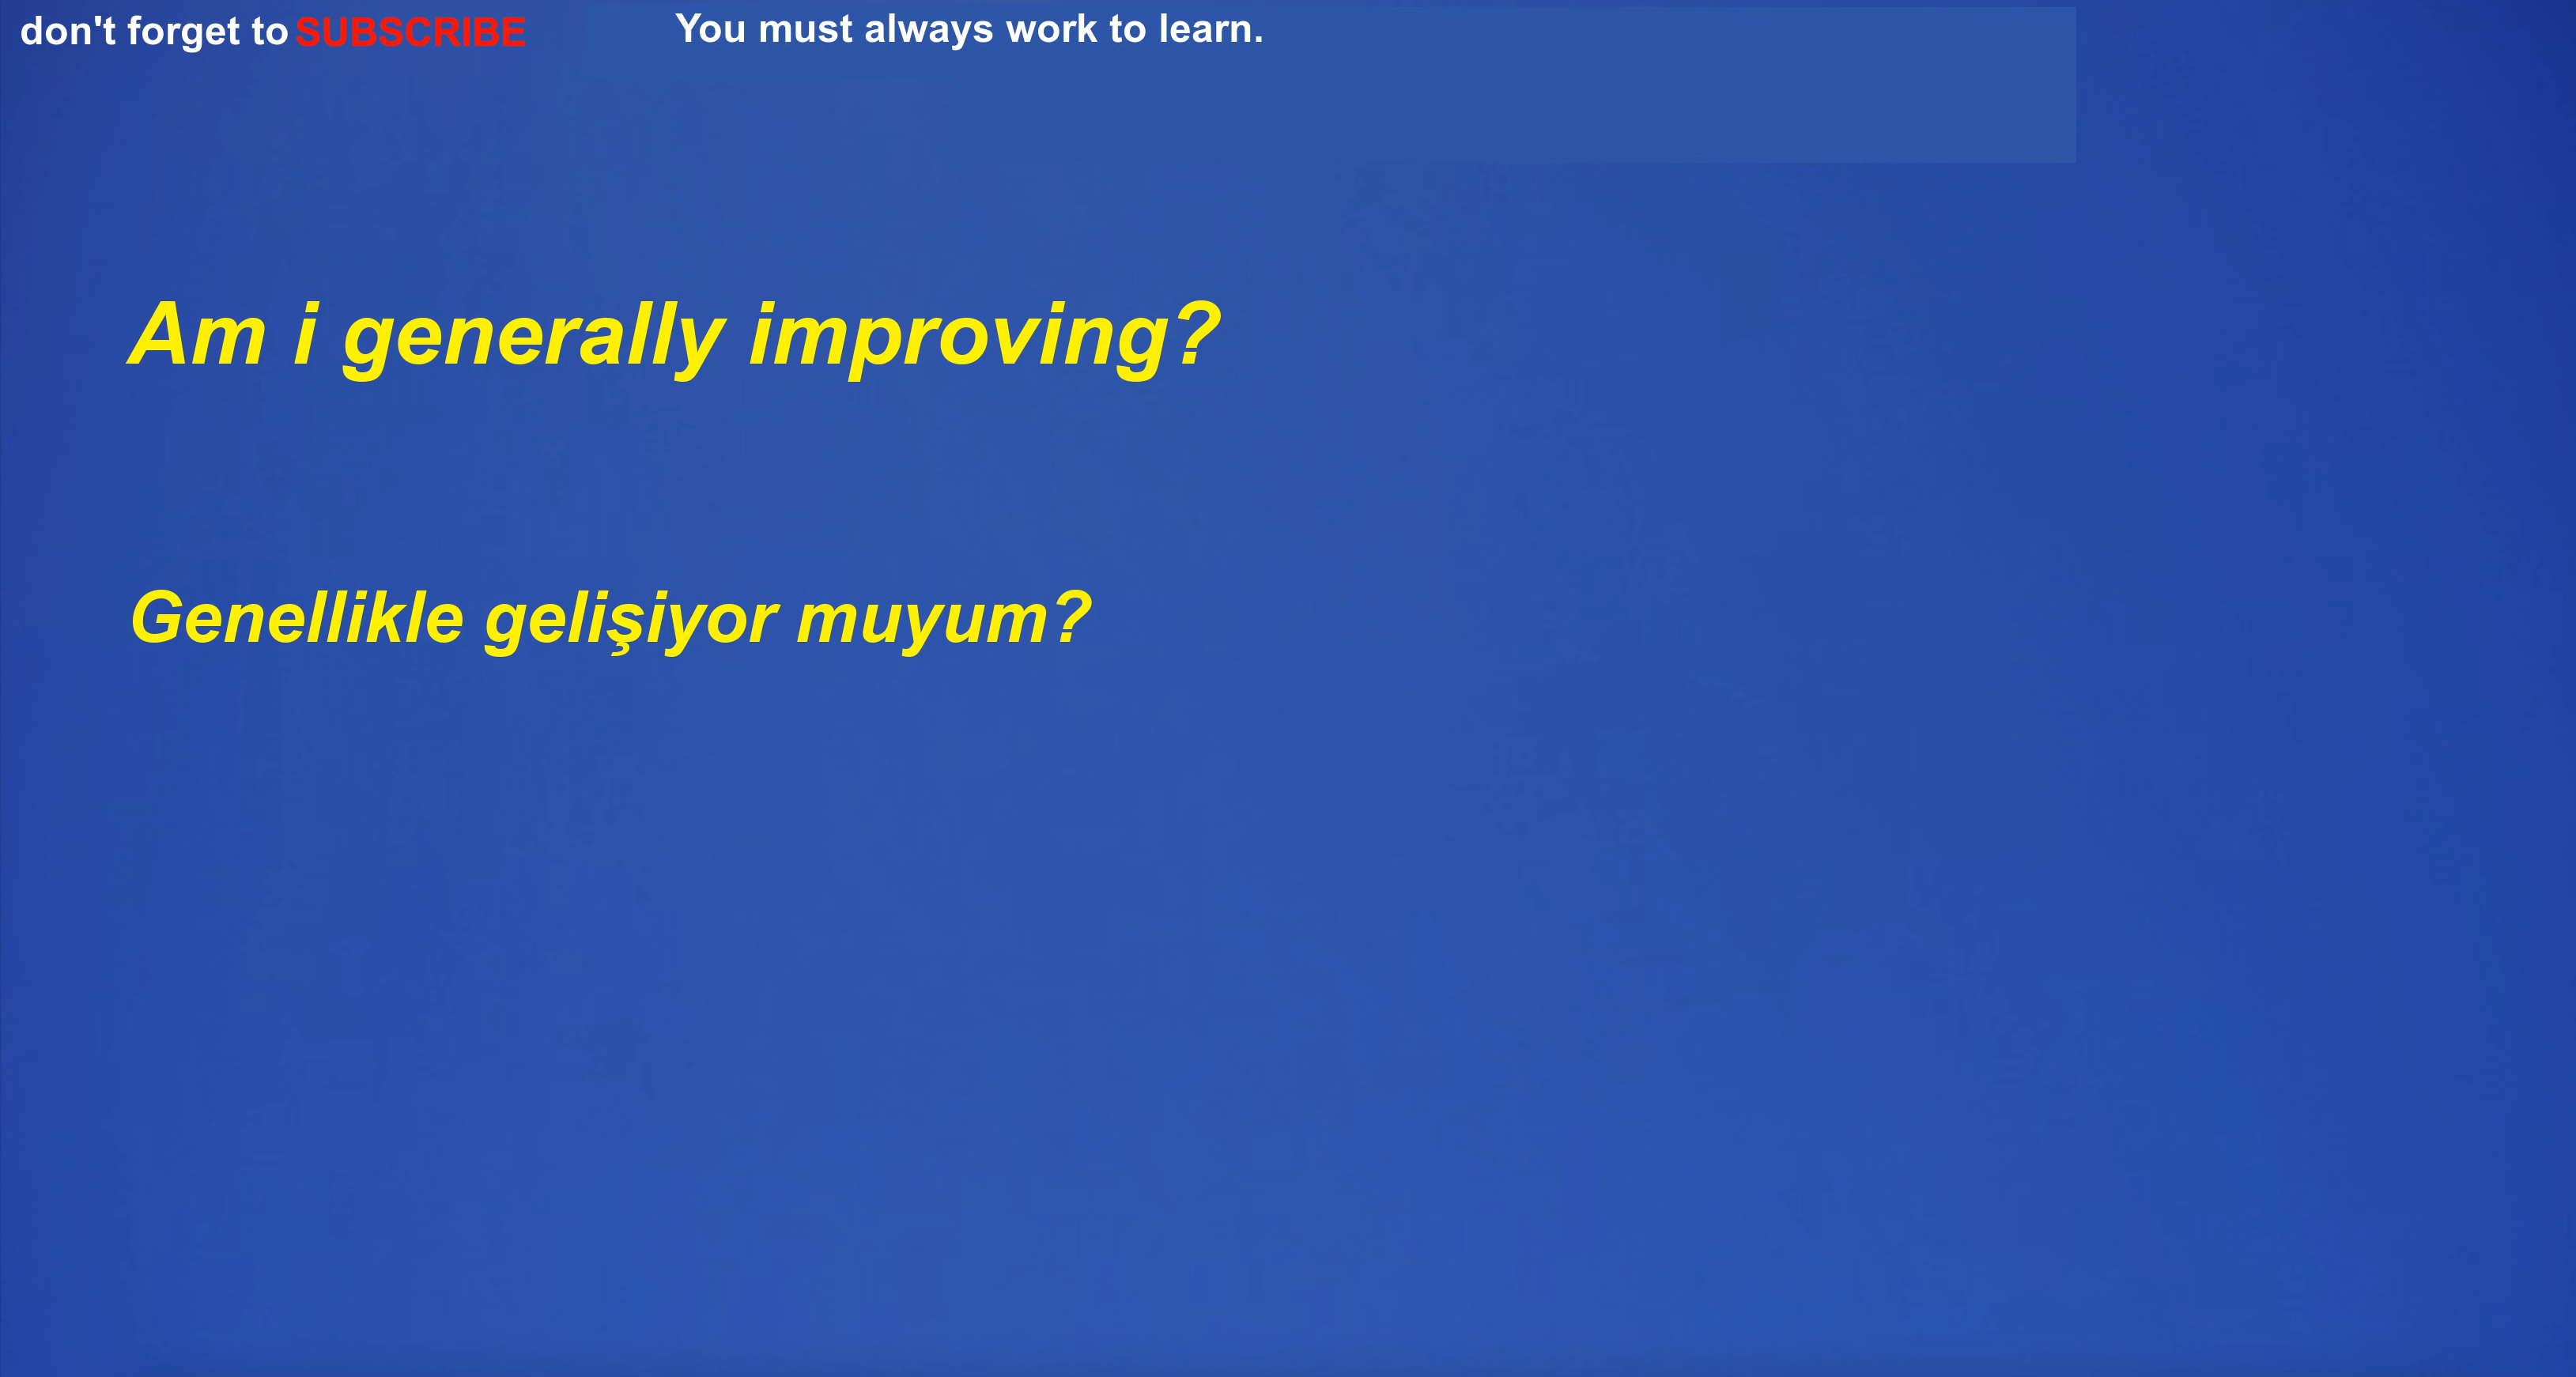 don't forget to SUBSCRIBE
You must always work to learn.
Am i generally improving?
Genellikle gelişiyor muyum?